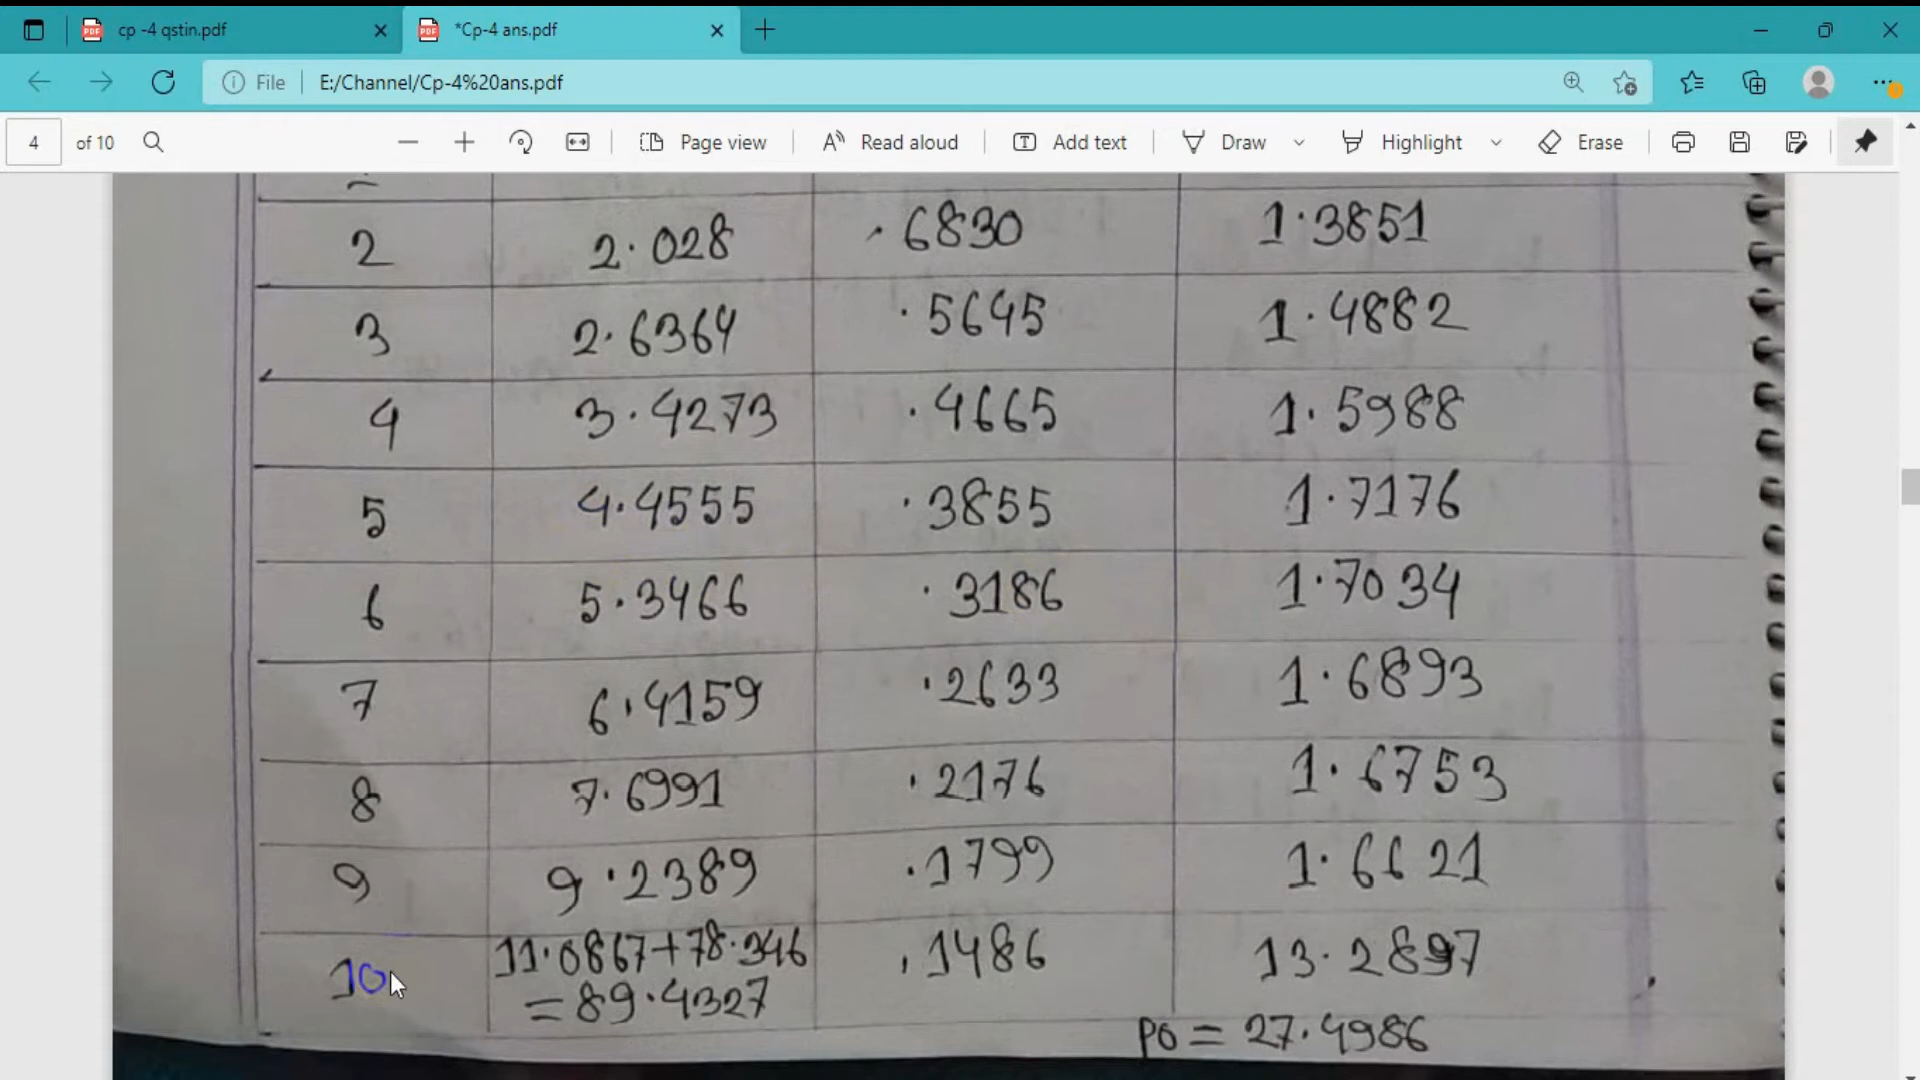 cp -4 qstin.pdf
*Cp-4 ans.pdf
File
E:/Channel/Cp-4%20ans.pdf
4 of 10
Page view
Read aloud
Add text
Draw
Highlight
Erase
2 2.028 .6830 1.3851
3 2.6364 .5645 1.4882
4 3.4273 .4665 1.5988
5 4.4555 .3855 1.7176
6 5.3466 .3186 1.7034
7 6.4159 .2633 1.6893
8 7.6991 .2176 1.6753
9 9.2389 .1799 1.6621
10 11.0867+78.346 .1486 13.2897
=89.4327
P0 = 27.4986